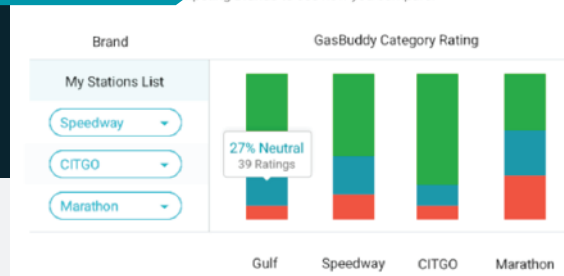 Brand
GasBuddy Category Rating
My Stations List
Speedway
CITGO
Marathon
27% Neutral
39 Ratings
Gulf
Speedway
CITGO
Marathon